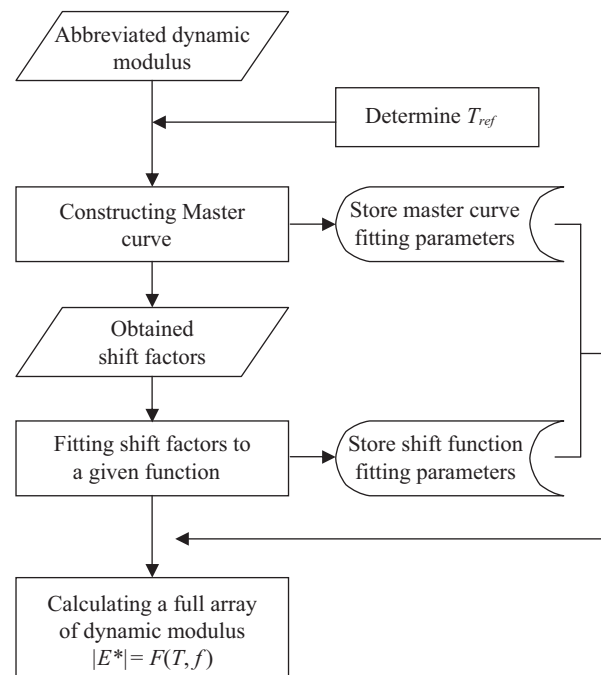 Abbreviated dynamic
modulus
Determine T_ref
Constructing Master
curve
Store master curve
fitting parameters
Obtained
shift factors
Fitting shift factors to
a given function
Store shift function
fitting parameters
Calculating a full array
of dynamic modulus
|E*|= F(T, f)